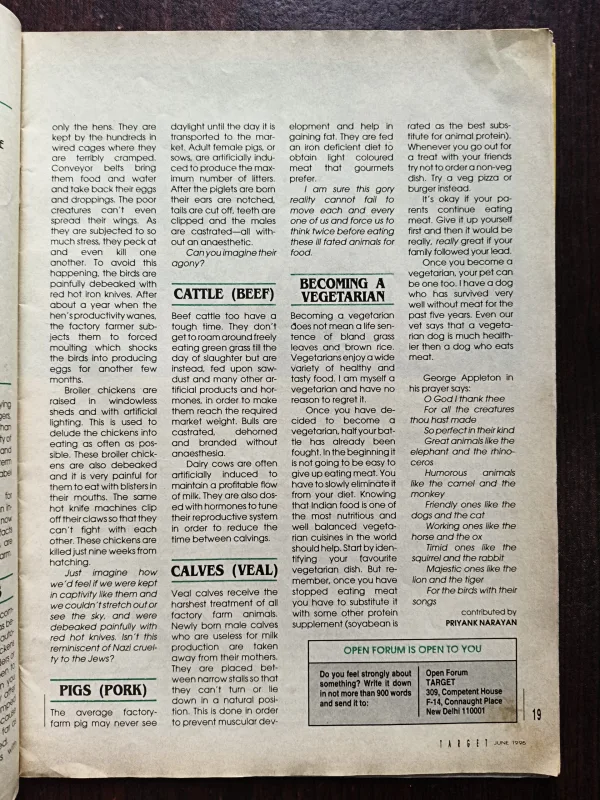 only the hens. They are
kept by the hundreds in
wired cages where they
are terribly cramped.
Conveyor belts bring
them food and water
and take back their eggs
and droppings. The poor
creatures can't even
spread their wings. As
they are subjected to so
much stress, they peck at
and even kill one
another. To avoid this
happening, the birds are
painfully debeaked with
red hot iron knives. After
about a year when the
hen's productivity wanes,
the factory farmer sub-
jects them to forced
moulting which shocks
the birds into producing
eggs for another few
months.
Broiler chickens are
raised in windowless
sheds and with artificial
lighting. This is used to
delude the chickens into
eating as often as pos-
sible. These broiler chick-
ens are also debeaked
and it is very painful for
them to eat with blisters in
their mouths. The same
hot knife machines clip
off their claws so that they
can't fight with each
other. These chickens are
killed just nine weeks from
hatching.
Just imagine how
we'd feel if we were kept
in captivity like them and
we couldn't stretch out or
see the sky, and were
debeaked painfully with
red hot knives. Isn't this
reminiscent of Nazi cruel-
ty to the Jews?
PIGS (PORK)
The average factory-
farm pig may never see
daylight until the day it is
transported to the mar-
ket. Adult female pigs, or
sows, are artificially indu-
ced to produce the max-
imum number of litters.
After the piglets are born
their ears are notched,
tails are cut off, teeth are
clipped and the males
are castrated—all with-
out an anaesthetic.
Can you imagine their
agony?
CATTLE (BEEF)
Beef cattle too have a
tough time. They don't
get to roam around freely
eating green grass till the
day of slaughter but are
instead, fed upon saw-
dust and many other ar-
tificial products and hor-
mones, in order to make
them reach the required
market weight. Bulls are
castrated, dehorned
and branded without
anaesthesia.
Dairy cows are often
artificially induced to
maintain a profitable flow
of milk. They are also dos-
ed with hormones to tune
their reproductive system
in order to reduce the
time between calvings.
CALVES (VEAL)
Veal calves receive the
harshest treatment of all
factory farm animals.
Newly born male calves
who are useless for milk
production are taken
away from their mothers.
They are placed bet-
ween narrow stalls so that
they can't turn or lie
down in a natural posi-
tion. This is done in order
to prevent muscular dev-
elopment and help in
gaining fat. They are fed
an iron deficient diet to
obtain light coloured
meat that gourmets
prefer.
I am sure this gory
reality cannot fail to
move each and every
one of us and force us to
think twice before eating
these ill fated animals for
food.
BECOMING A
VEGETARIAN
Becoming a vegetarian
does not mean a life sen-
tence of bland grass
leaves and brown rice.
Vegetarians enjoy a wide
variety of healthy and
tasty food. I am myself a
vegetarian and have no
reason to regret it.
Once you have de-
cided to become a
vegetarian, half your bat-
tle has already been
fought. In the beginning it
is not going to be easy to
give up eating meat. You
have to slowly eliminate it
from your diet. Knowing
that Indian food is one of
the most nutritious and
well balanced vegeta-
rian cuisines in the world
should help. Start by iden-
tifying your favourite
vegetarian dish. But re-
member, once you have
stopped eating meat
you have to substitute it
with some other protein
supplement (soyabean is
rated as the best subs-
titute for animal protein).
Whenever you go out for
a treat with your friends
try not to order a non-veg
dish. Try a veg pizza or
burger instead.
It's okay if your pa-
rents continue eating
meat. Give it up yourself
first and then it would be
really, really great if your
family followed your lead.
Once you become a
vegetarian, your pet can
be one too. I have a dog
who has survived very
well without meat for the
past five years. Even our
vet says that a vegeta-
rian dog is much health-
ier then a dog who eats
meat.
George Appleton in
his prayer says:
O God I thank thee
For all the creatures
thou hast made
So perfect in their kind
Great animals like the
elephant and the rhino-
ceros
Humorous animals
like the camel and the
monkey
Friendly ones like the
dogs and the cat
Working ones like the
horse and the ox
Timid ones like the
squirrel and the rabbit
Majestic ones like the
lion and the tiger
For the birds with their
songs
contributed by
PRIYANK NARAYAN
OPEN FORUM IS OPEN TO YOU
Do you feel strongly about
something? Write it down
in not more than 900 words
and send it to:
Open Forum
TARGET
309, Competent House
F-14, Connaught Place
New Delhi 110001
19
TARGET JUNE 1995